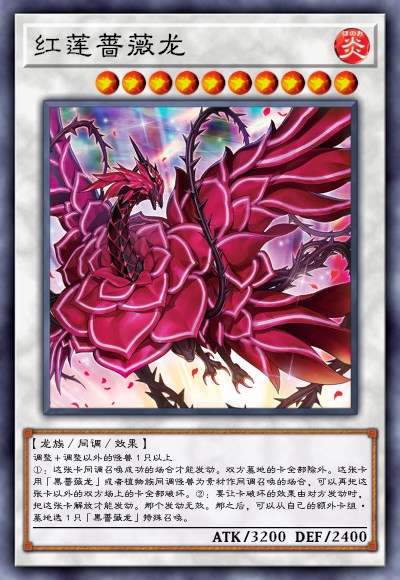 红莲蔷薇龙
ほのお
炎
【龙族／同调／效果】
调整＋调整以外的怪兽1只以上
①：这张卡同调召唤成功的场合才能发动。双方墓地的卡全部除外。这张卡
用「黑蔷薇龙」或者植物族同调怪兽为素材作同调召唤的场合，可以再把这
张卡以外的双方场上的卡全部破坏。②：要让卡破坏的效果由对方发动时，
把这张卡解放才能发动。那个发动无效。那之后，可以从自己的额外卡组·
墓地选1只「黑蔷薇龙」特殊召唤。
ATK/3200 DEF/2400